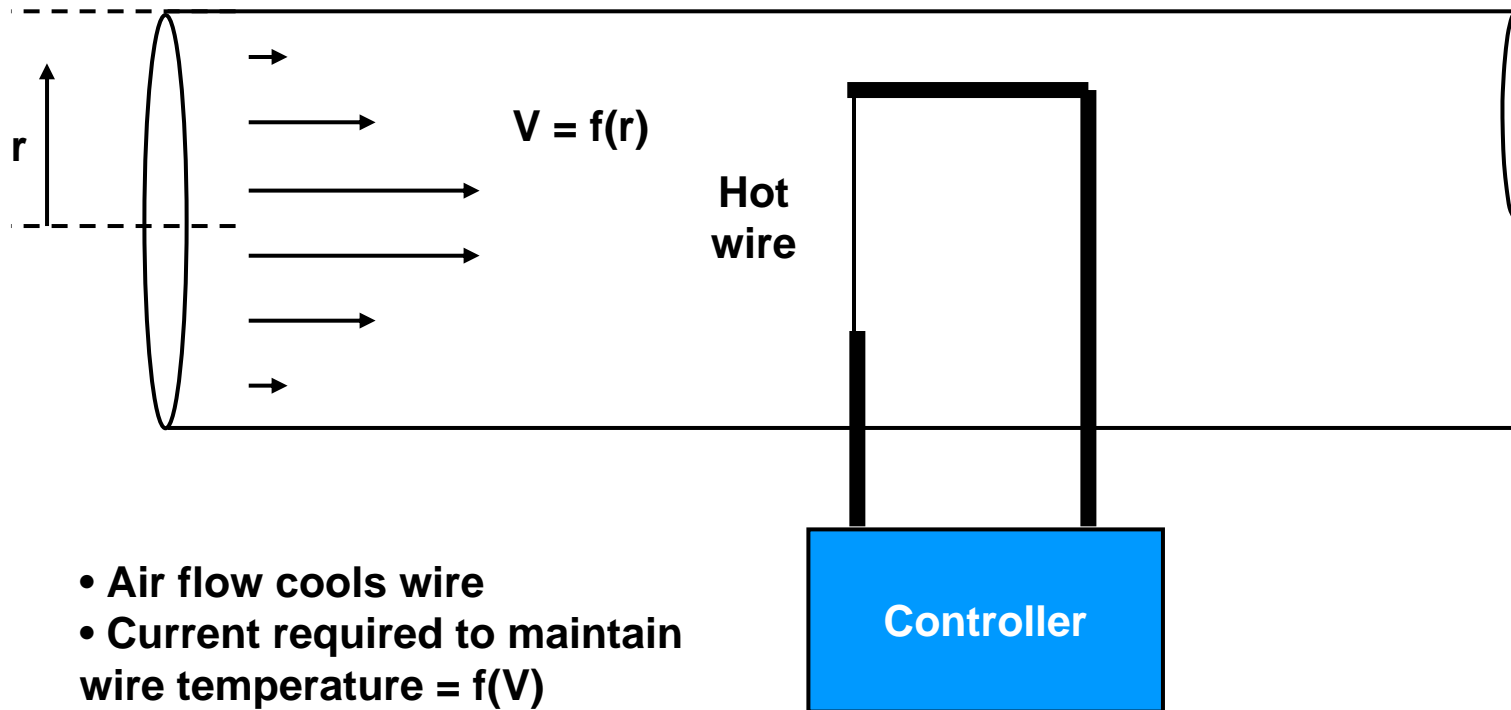 r
V = f(r)
Hot
wire
• Air flow cools wire
• Current required to maintain
wire temperature = f(V)
Controller